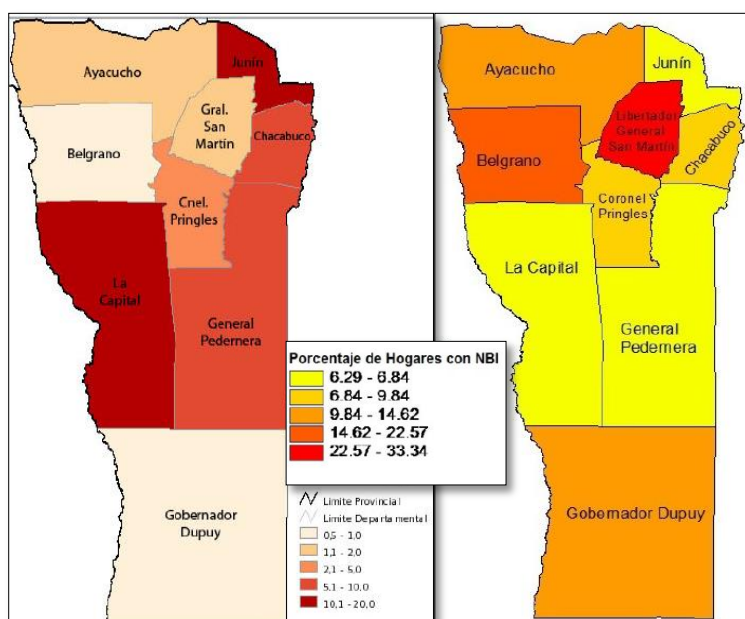 Ayacucho
Junín
Gral.
San
Martín
Chacabuco
Belgrano
Cnel.
Pringles
La
Capital
General
Pedernera
Gobernador
Dupuy
Límite Provincial
Límite Departamental
0,5 - 1,0
1,1 - 2,0
2,1 - 5,0
5,1 - 10,0
10,1 - 20,0
Porcentaje de Hogares con NBI
6.29 - 6.84
6.84 - 9.84
9.84 - 14.62
14.62 - 22.57
22.57 - 33.34
Ayacucho
Junín
Libertador
General
San Martín
Chacabuco
Belgrano
Coronel
Pringles
La Capital
General
Pedernera
Gobernador Dupuy